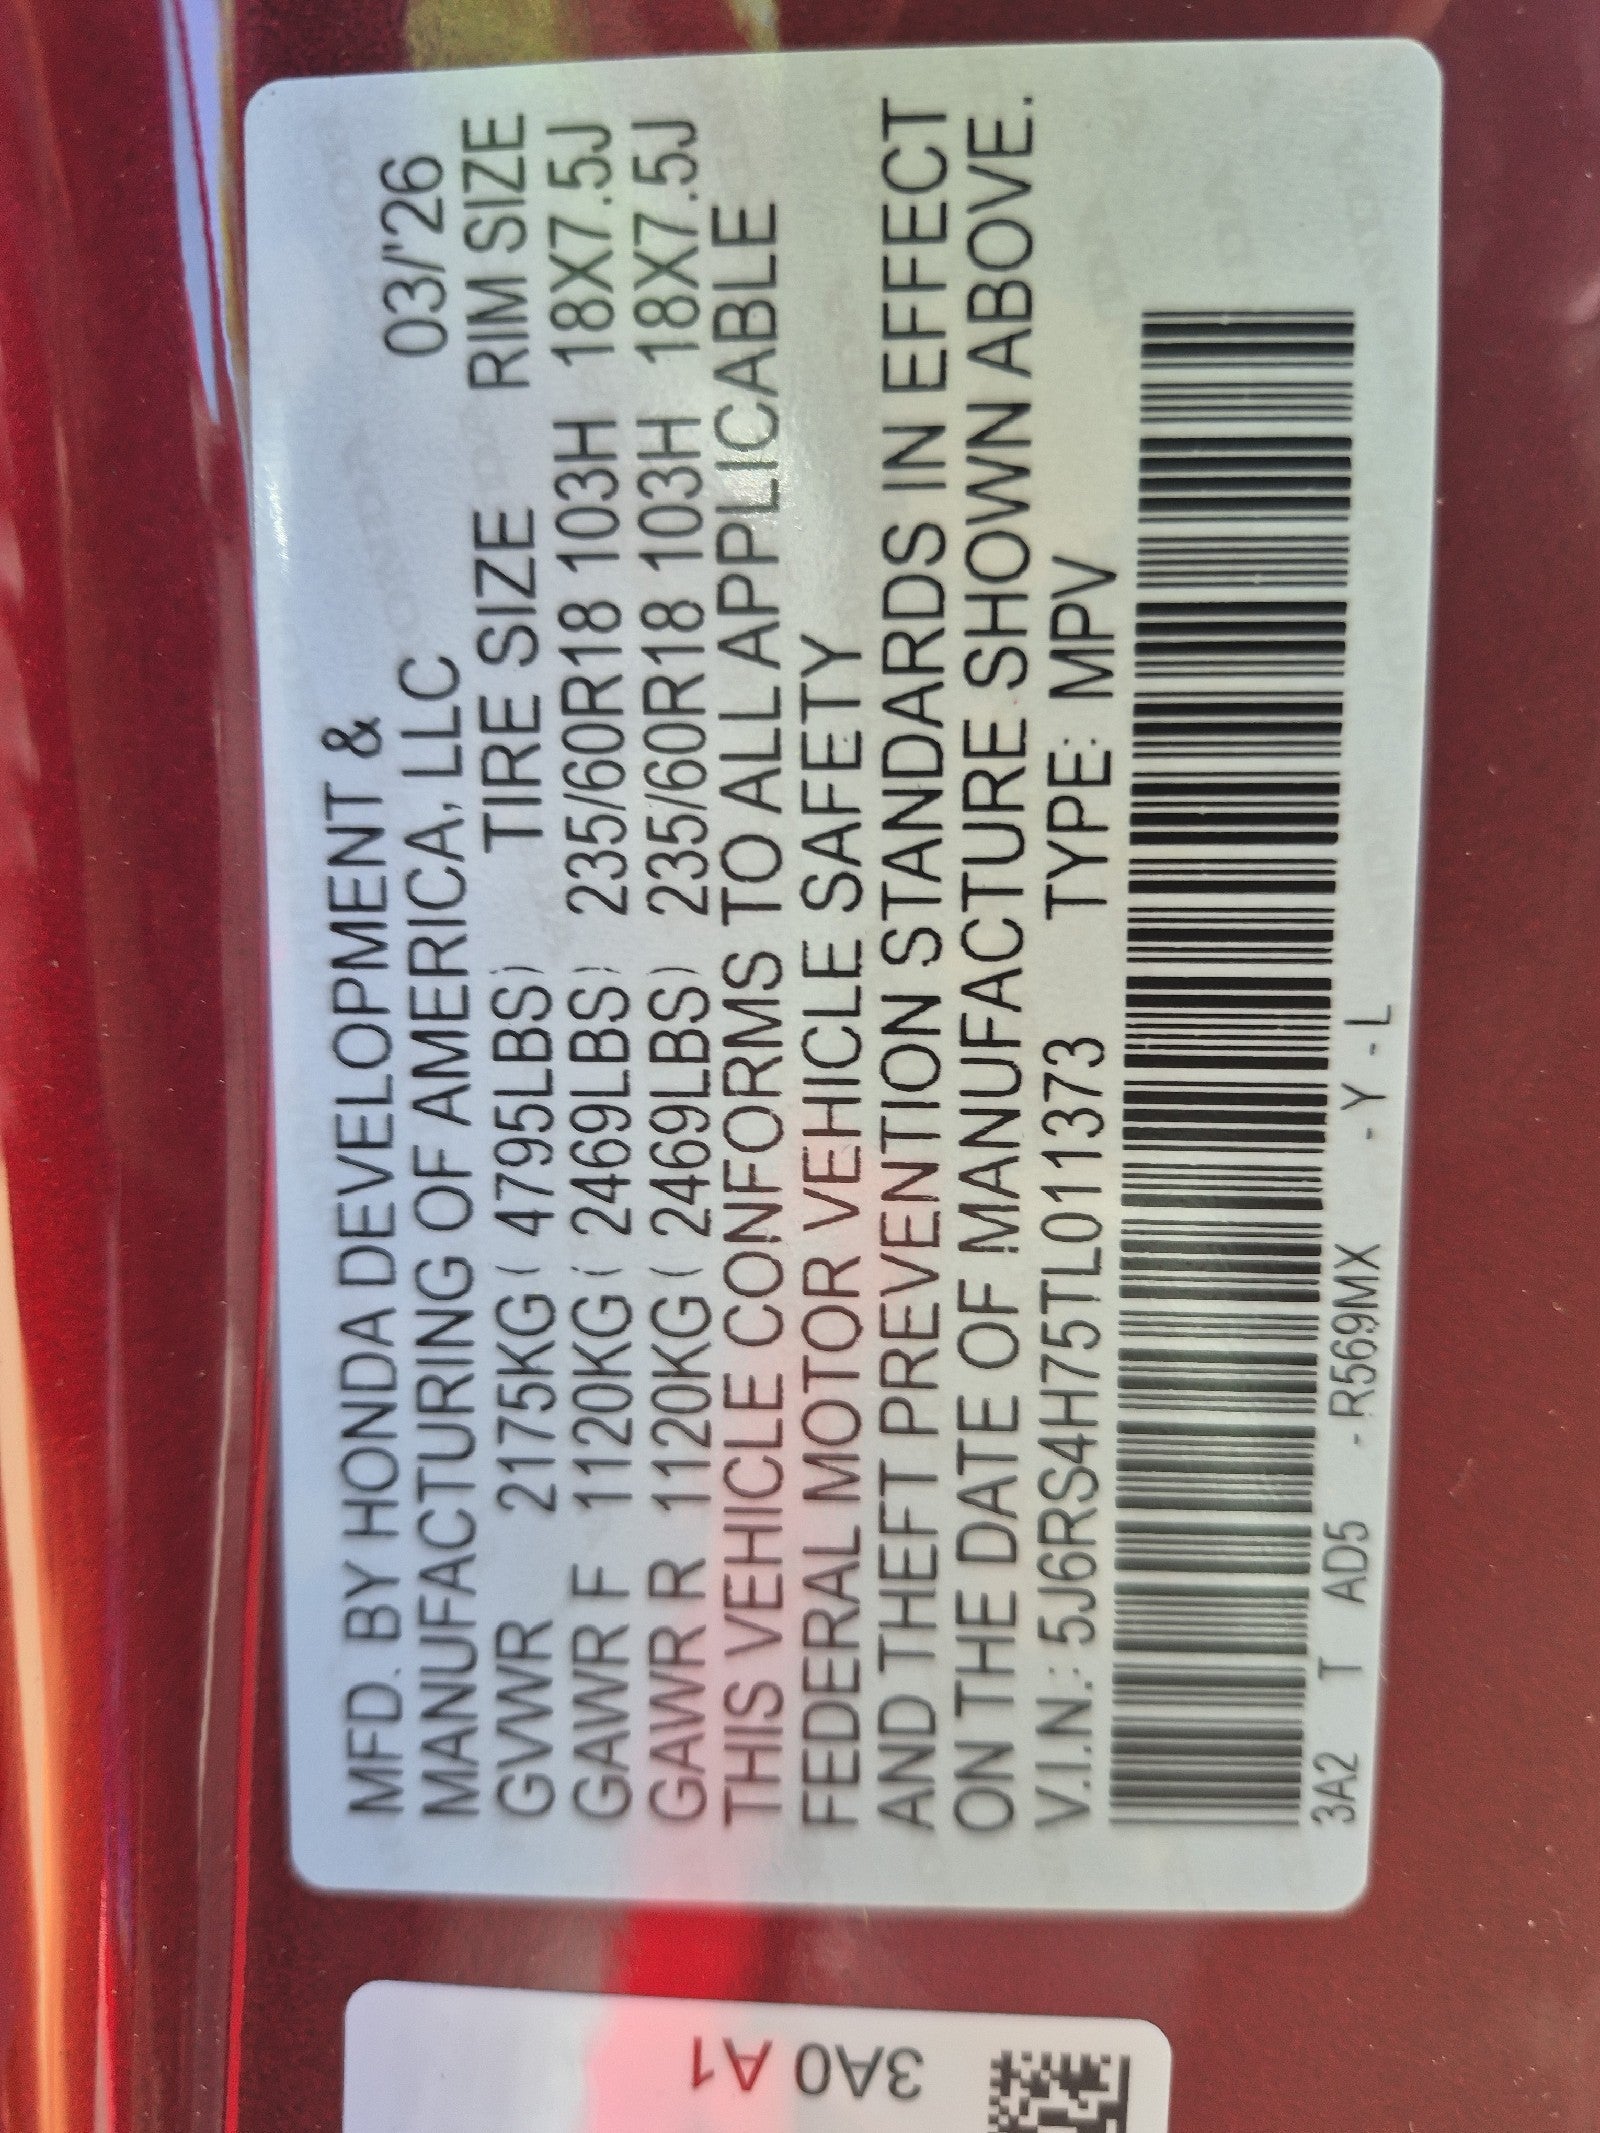 MFD. BY HONDA DEVELOPMENT &
MANUFACTURING OF AMERICA, LLC 03/'26
GVWR 2175KG ( 4795LBS) TIRE SIZE RIM SIZE
GAWR F 1120KG ( 2469LBS) 235/60R18 103H 18X7.5J
GAWR R 1120KG ( 2469LBS) 235/60R18 103H 18X7.5J
THIS VEHICLE CONFORMS TO ALL APPLICABLE
FEDERAL MOTOR VEHICLE SAFETY
AND THEFT PREVENTION STANDARDS IN EFFECT
ON THE DATE OF MANUFACTURE SHOWN ABOVE.
V.I.N.: 5J6RS4H75TL011373 TYPE: MPV
3A2 T AD5 - R569MX - Y - L
3A0 A1